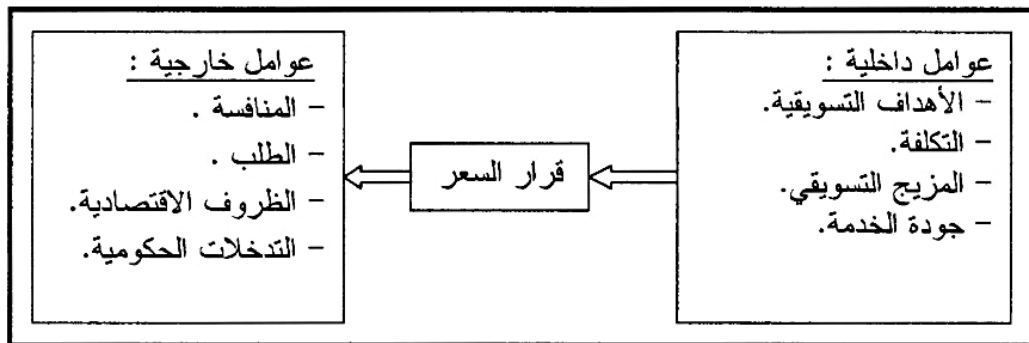 عوامل داخلية :
- الأهداف التسويقية.
- التكلفة.
- المزيج التسويقي.
- جودة الخدمة.
قرار السعر
عوامل خارجية :
- المنافسة .
- الطلب .
- الظروف الاقتصادية.
- التدخلات الحكومية.